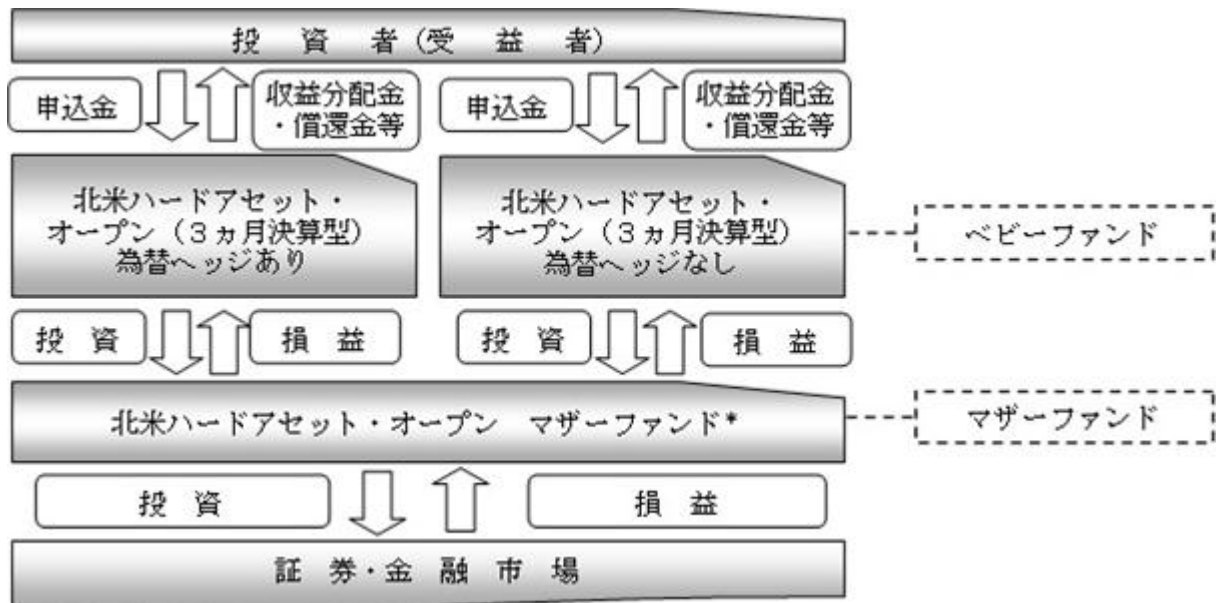 投 資 者 (受 益 者)
申込金
収益分配金
・償還金等
申込金
収益分配金
・償還金等
北米ハードアセット・
オープン（３ヵ月決算型）
為替ヘッジあり
北米ハードアセット・
オープン（３ヵ月決算型）
為替ヘッジなし
ベビーファンド
投 資
損 益
投 資
損 益
北米ハードアセット・オープン マザーファンド*
マザーファンド
投 資
損 益
証 券・金 融 市 場